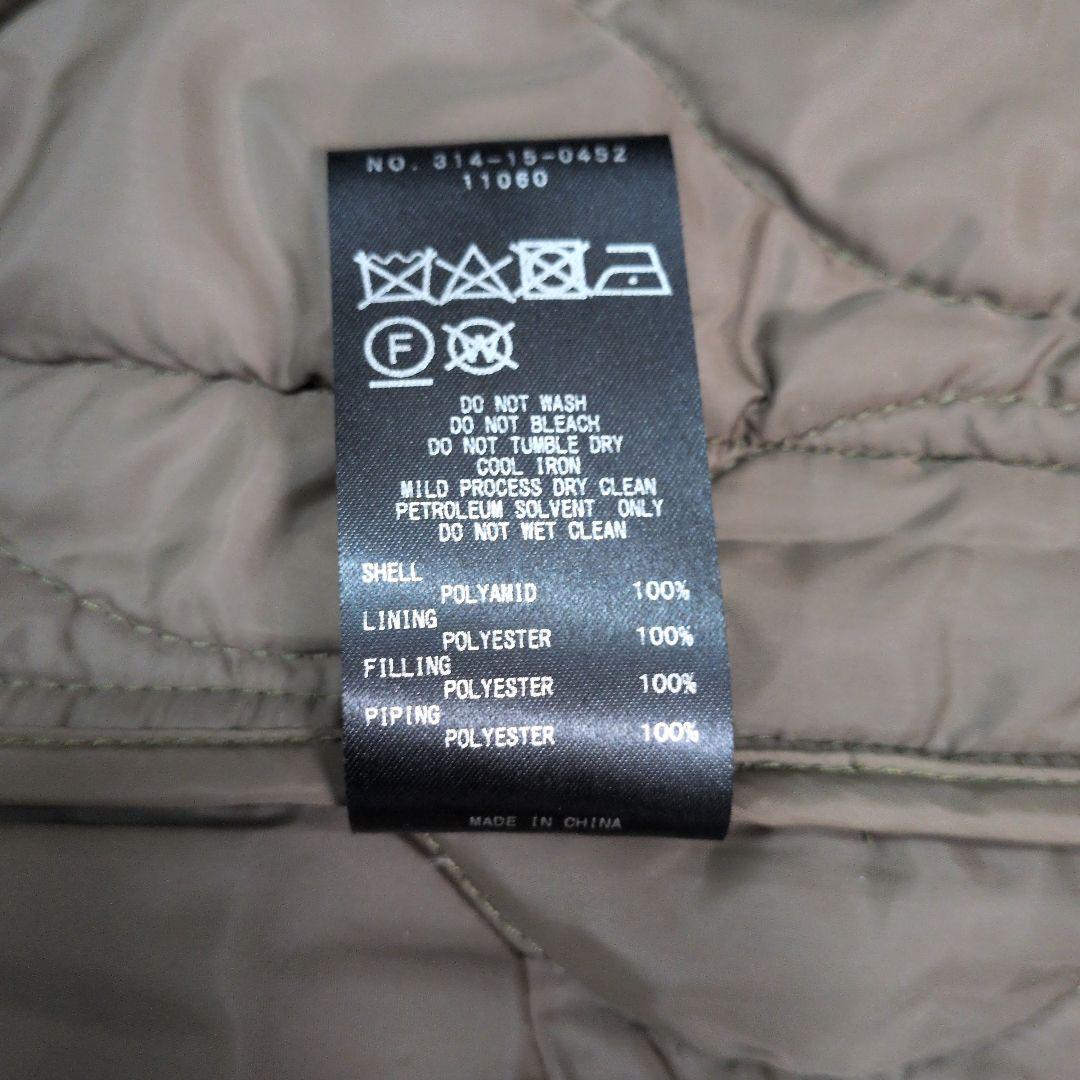 NO. 314-15-0452
11060
F
W
DO NOT WASH
DO NOT BLEACH
DO NOT TUMBLE DRY
COOL IRON
MILD PROCESS DRY CLEAN
PETROLEUM SOLVENT ONLY
DO NOT WET CLEAN
SHELL
POLYAMID 100%
LINING
POLYESTER 100%
FILLING
POLYESTER 100%
PIPING
POLYESTER 100%
MADE IN CHINA